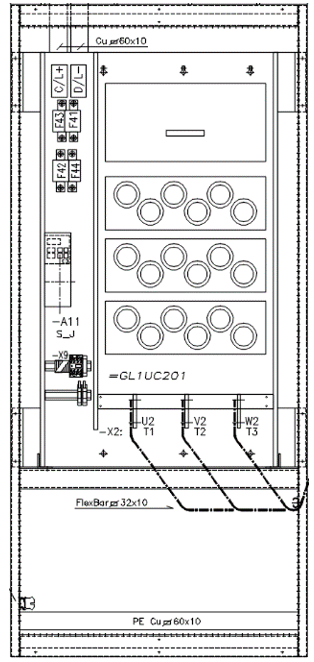 Cu 60x10
C/L+ D/L-
F43 F41
F42 F44
-A11
S_J
-X9
=GL1UC201
-X2: U2 V2 W2
T1 T2 T3
FlexBar 32x10
PE Cu 60x10